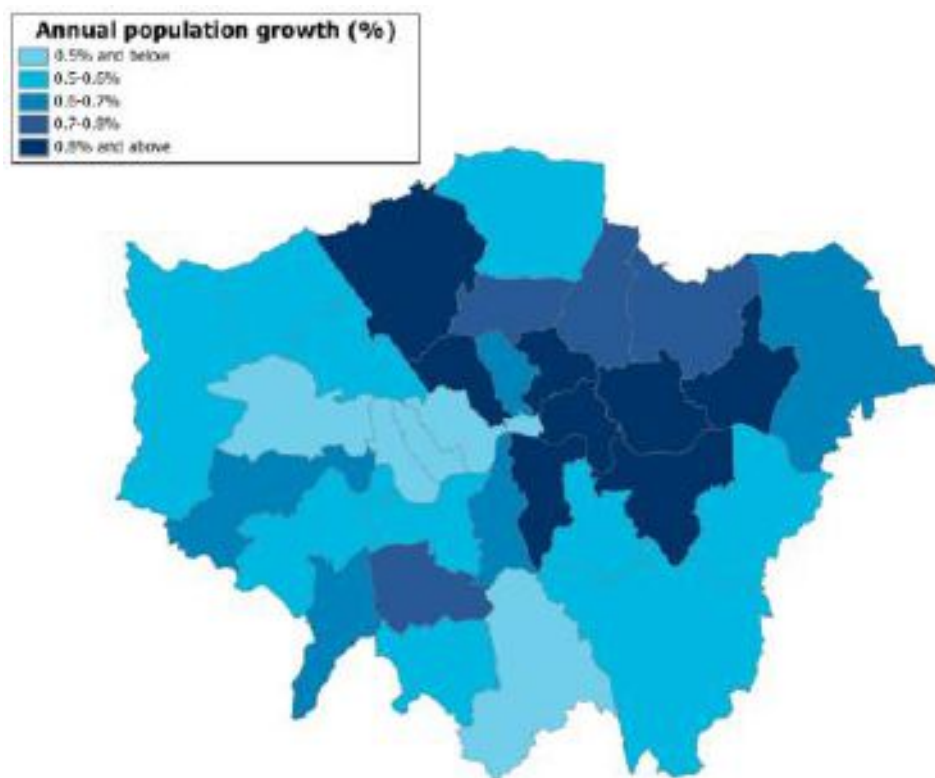 Annual population growth (%)
0.5% and below
0.5-0.6%
0.6-0.7%
0.7-0.8%
0.8% and above